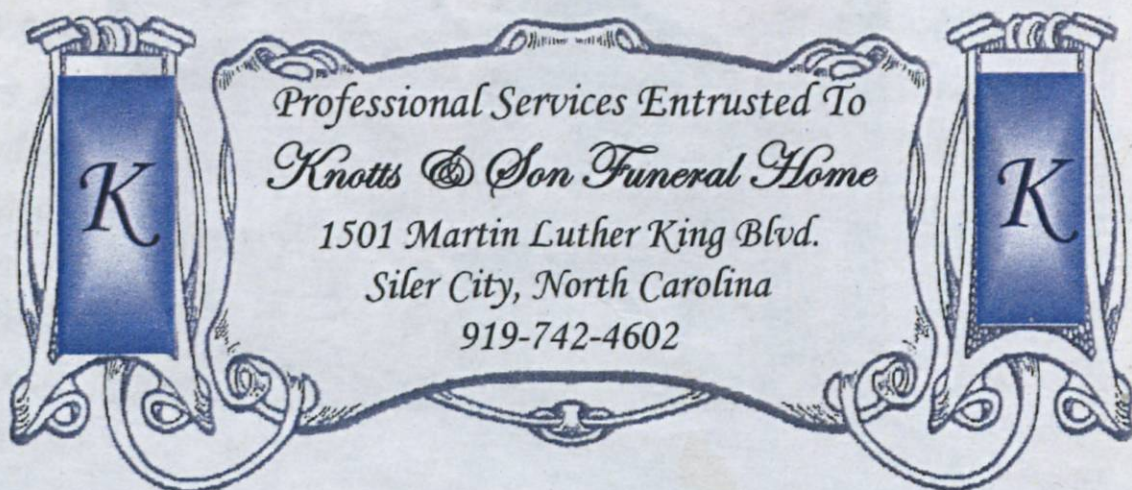 K
Professional Services Entrusted To
Knotts & Son Funeral Home
1501 Martin Luther King Blvd.
Siler City, North Carolina
919-742-4602
K